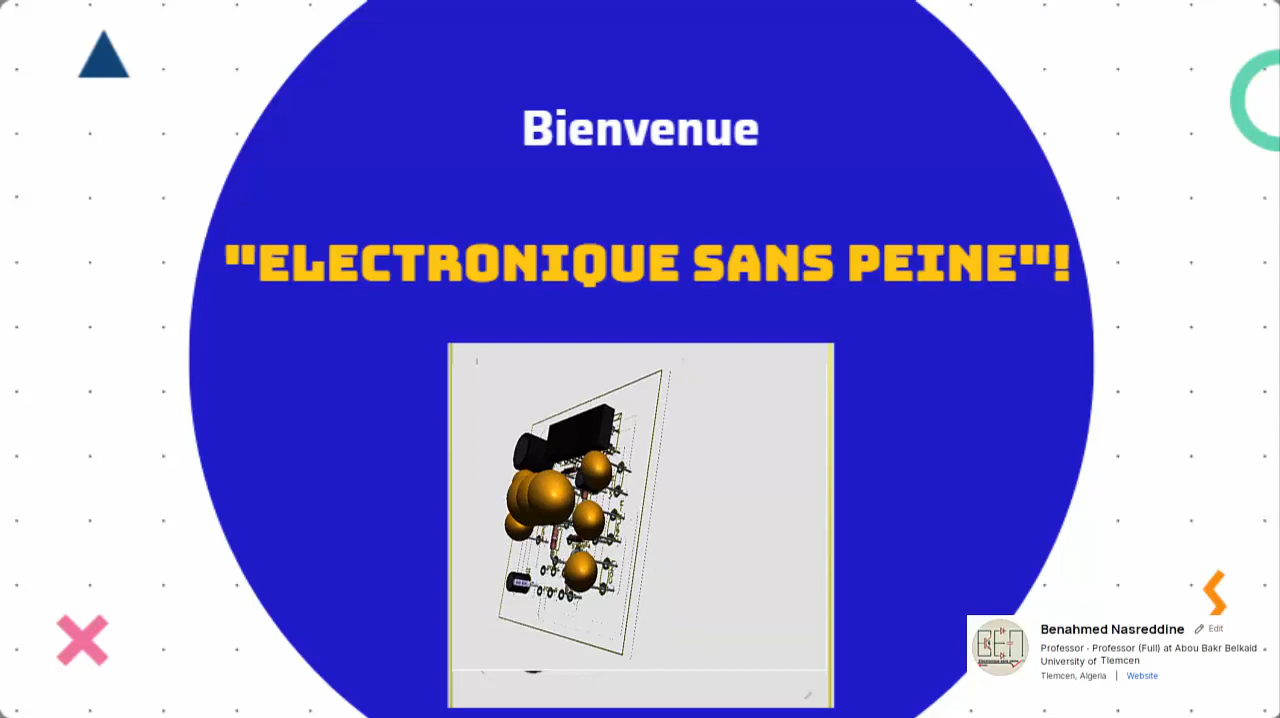 Bienvenue
"ELECTRONIQUE SANS PEINE"!
Benahmed Nasreddine Edit
Professor · Professor (Full) at Abou Bakr Belkaid
University of Tlemcen
Tlemcen, Algeria | Website